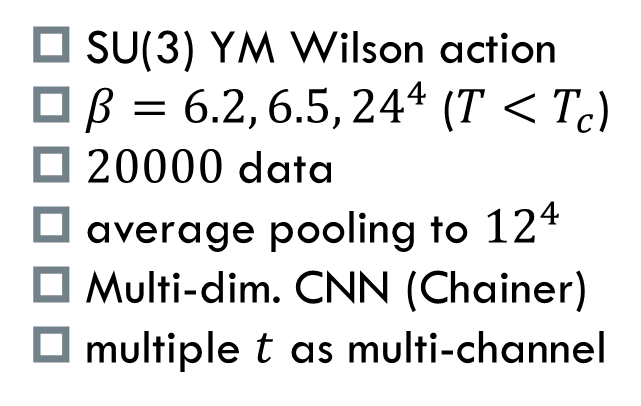 SU(3) YM Wilson action
β = 6.2, 6.5, 24⁴ (T < T_c)
20000 data
average pooling to 12⁴
Multi-dim. CNN (Chainer)
multiple t as multi-channel